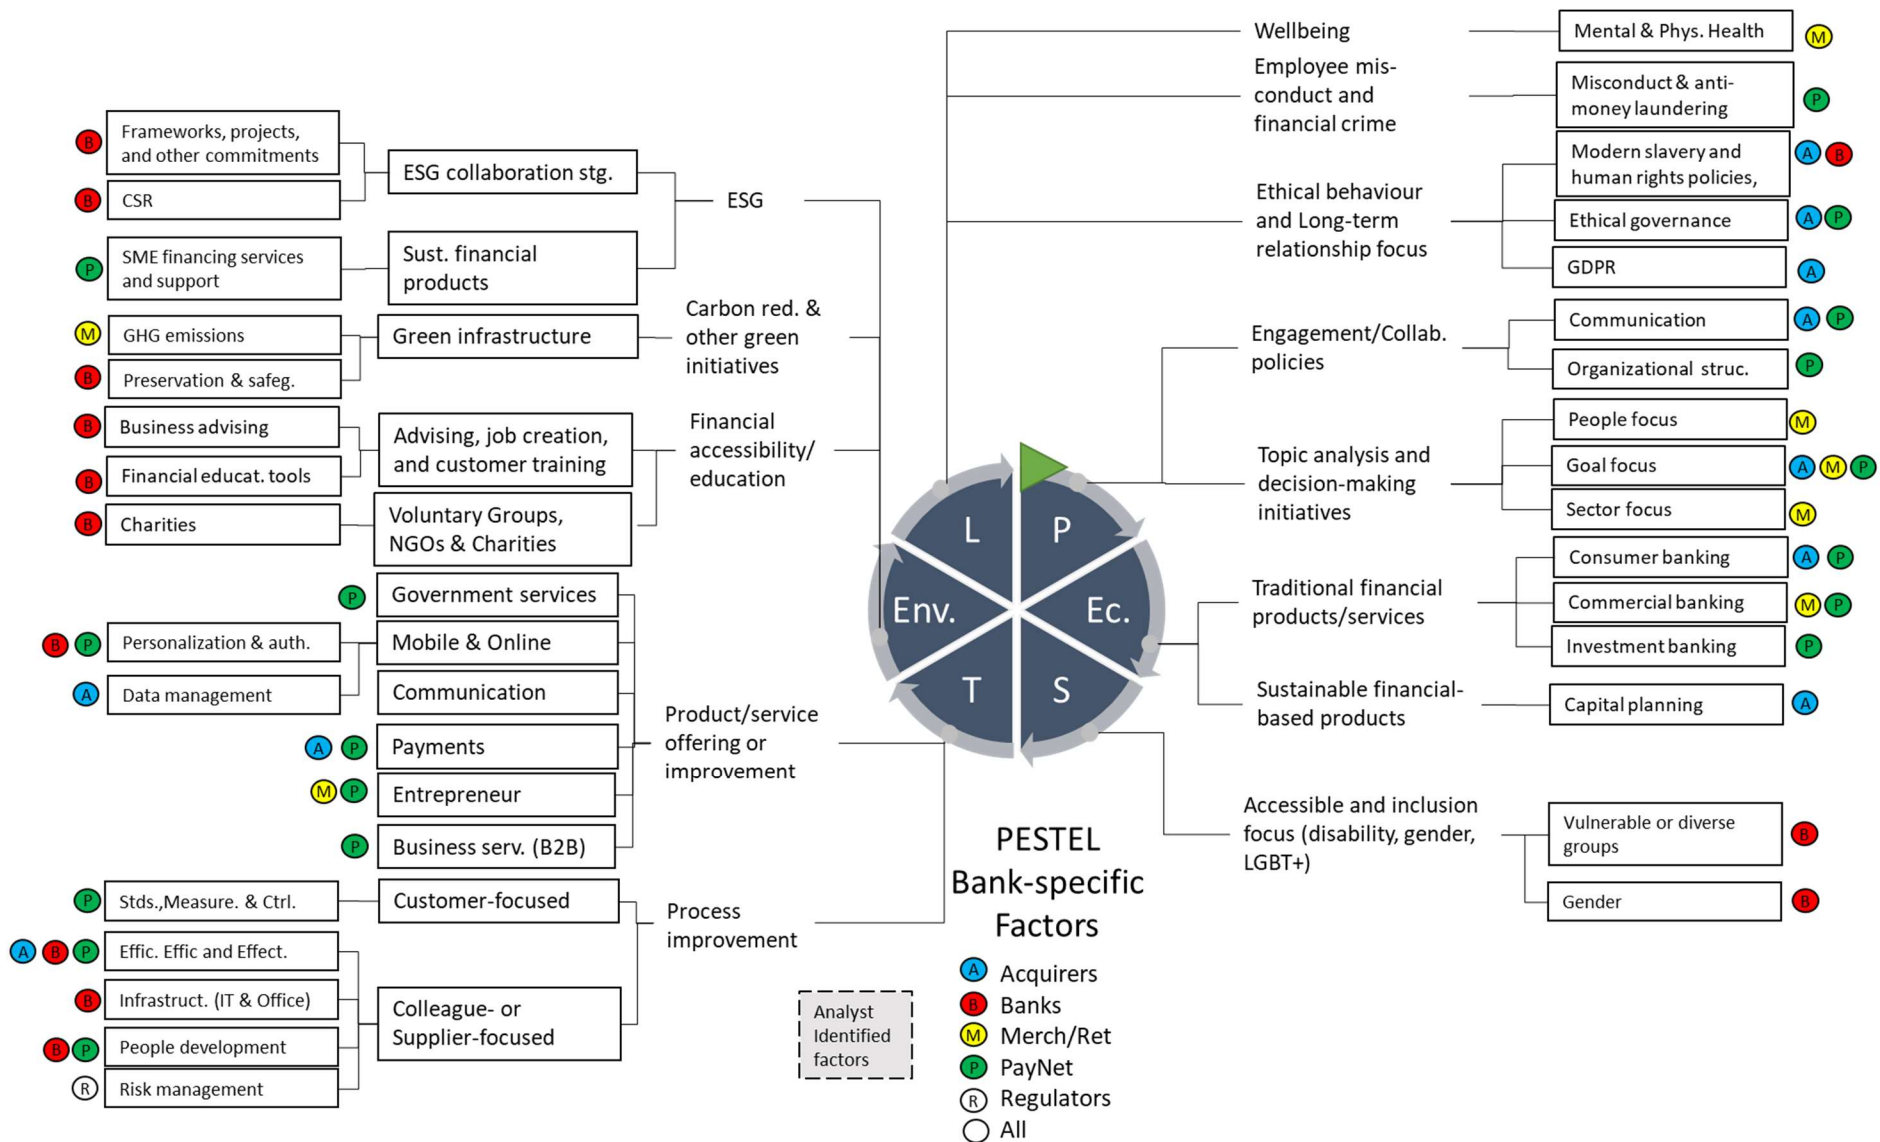 Wellbeing
Mental & Phys. Health
M
Employee mis-
conduct and
financial crime
Misconduct & anti-
money laundering
P
Ethical behaviour
and Long-term
relationship focus
Modern slavery and
human rights policies,
A B
Ethical governance
A P
GDPR
A
Engagement/Collab.
policies
Communication
A P
Organizational struc.
P
Topic analysis and
decision-making
initiatives
People focus
M
Goal focus
A M P
Sector focus
M
Traditional financial
products/services
Consumer banking
A P
Commercial banking
M P
Investment banking
P
Sustainable financial-
based products
Capital planning
A
Accessible and inclusion
focus (disability, gender,
LGBT+)
Vulnerable or diverse
groups
B
Gender
B
B
Frameworks, projects,
and other commitments
B
CSR
ESG collaboration stg.
ESG
P
SME financing services
and support
Sust. financial
products
M
GHG emissions
B
Preservation & safeg.
Green infrastructure
Carbon red. &
other green
initiatives
B
Business advising
B
Financial educat. tools
Advising, job creation,
and customer training
Financial
accessibility/
education
B
Charities
Voluntary Groups,
NGOs & Charities
P
Government services
B P
Personalization & auth.
Mobile & Online
A
Data management
Communication
A P
Payments
M P
Entrepreneur
P
Business serv. (B2B)
Product/service
offering or
improvement
P
Stds.,Measure. & Ctrl.
Customer-focused
Process
improvement
A B P
Effic. Effic and Effect.
B
Infrastruct. (IT & Office)
B P
People development
R
Risk management
Colleague- or
Supplier-focused
L
P
Env.
Ec.
T
S
PESTEL
Bank-specific
Factors
A Acquirers
B Banks
M Merch/Ret
P PayNet
R Regulators
All
Analyst
Identified
factors